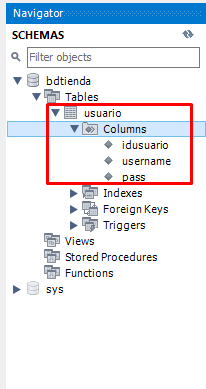 Navigator
SCHEMAS
Filter objects
bdtienda
Tables
usuario
Columns
idusuario
username
pass
Indexes
Foreign Keys
Triggers
Views
Stored Procedures
Functions
sys